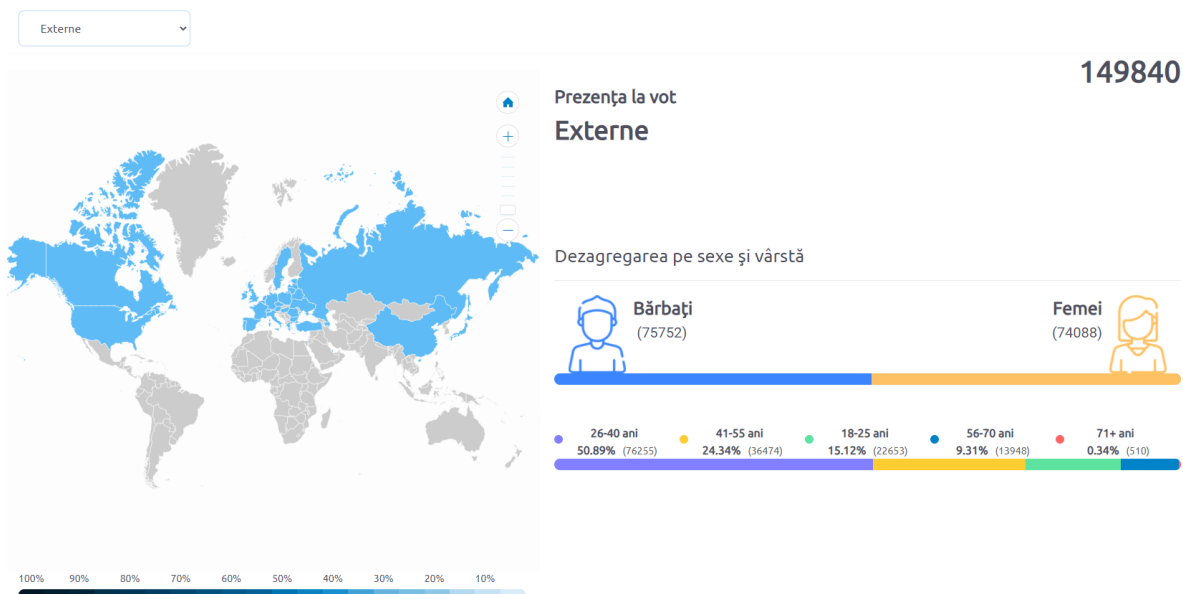 Externe
149840
Prezența la vot
Externe
Dezagregarea pe sexe și vârstă
Bărbați
(75752)
Femei
(74088)
26-40 ani
50.89% (76255)
41-55 ani
24.34% (36474)
18-25 ani
15.12% (22653)
56-70 ani
9.31% (13948)
71+ ani
0.34% (510)
100% 90% 80% 70% 60% 50% 40% 30% 20% 10%